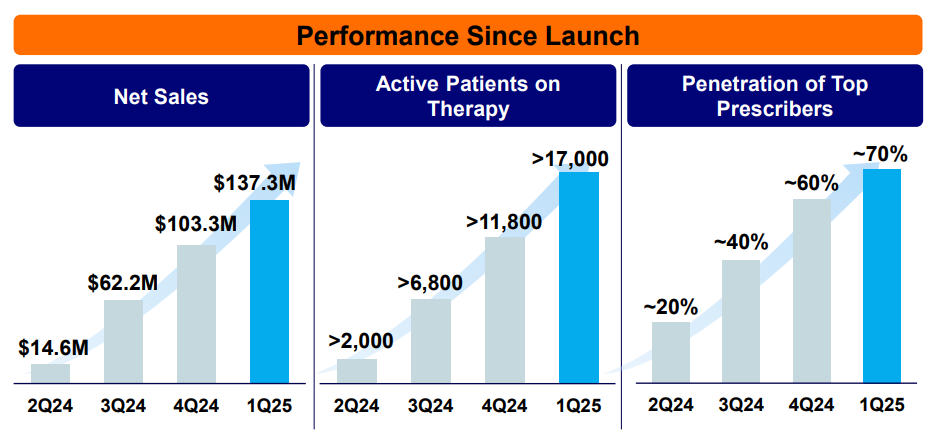 Performance Since Launch
Net Sales
$14.6M
$62.2M
$103.3M
$137.3M
2Q24
3Q24
4Q24
1Q25
Active Patients on
Therapy
>2,000
>6,800
>11,800
>17,000
2Q24
3Q24
4Q24
1Q25
Penetration of Top
Prescribers
~20%
~40%
~60%
~70%
2Q24
3Q24
4Q24
1Q25